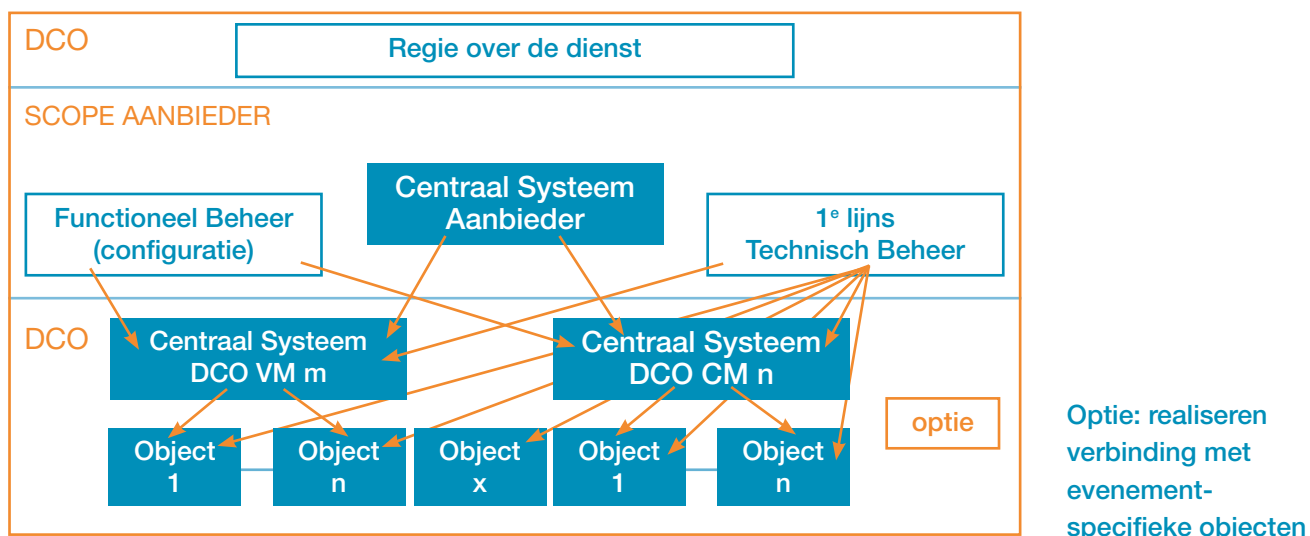 DCO
Regie over de dienst
SCOPE AANBIEDER
Centraal Systeem
Aanbieder
Functioneel Beheer
(configuratie)
1e lijns
Technisch Beheer
DCO
Centraal Systeem
DCO VM m
Centraal Systeem
DCO CM n
optie
Object
1
Object
n
Object
x
Object
1
Object
n
Optie: realiseren
verbinding met
evenement-
specifieke objecten